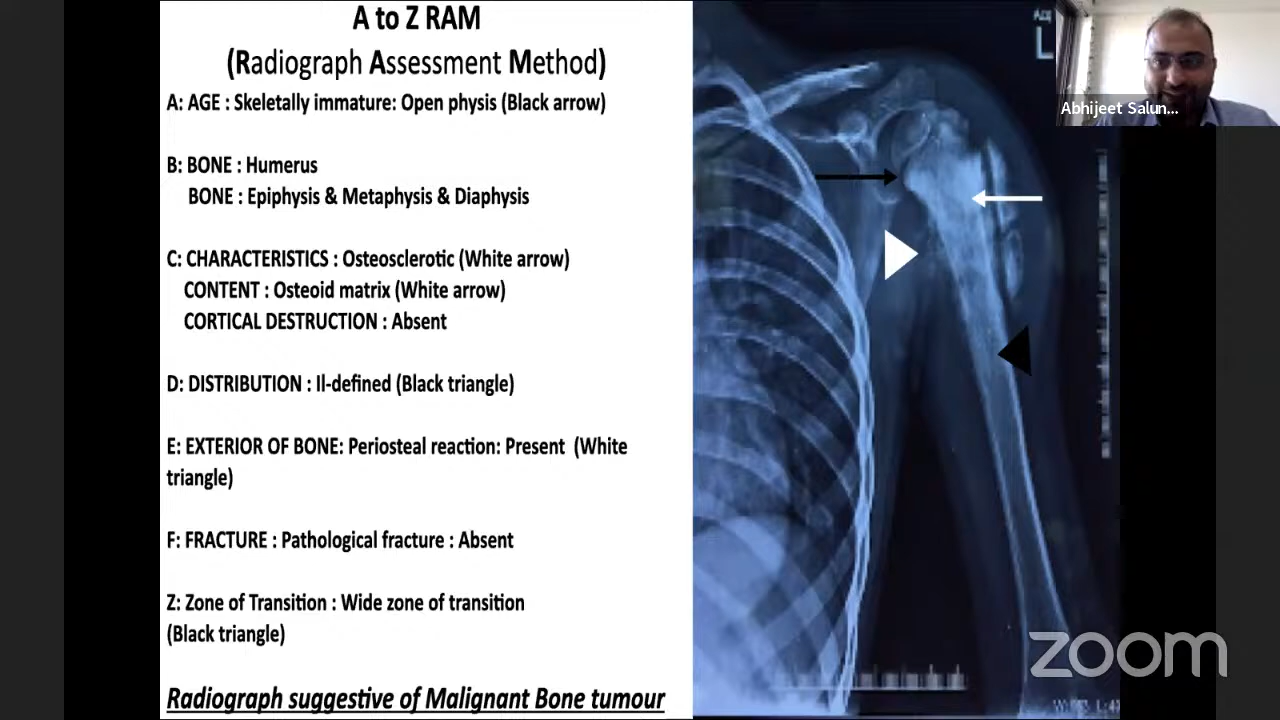 A to Z RAM
(Radiograph Assessment Method)
A: AGE : Skeletally immature: Open physis (Black arrow)
B: BONE : Humerus
BONE : Epiphysis & Metaphysis & Diaphysis
C: CHARACTERISTICS : Osteosclerotic (White arrow)
CONTENT : Osteoid matrix (White arrow)
CORTICAL DESTRUCTION : Absent
D: DISTRIBUTION : Il-defined (Black triangle)
E: EXTERIOR OF BONE: Periosteal reaction: Present (White
triangle)
F: FRACTURE : Pathological fracture : Absent
Z: Zone of Transition : Wide zone of transition
(Black triangle)
Radiograph suggestive of Malignant Bone tumour
L
Abhijeet Salun...
zoom